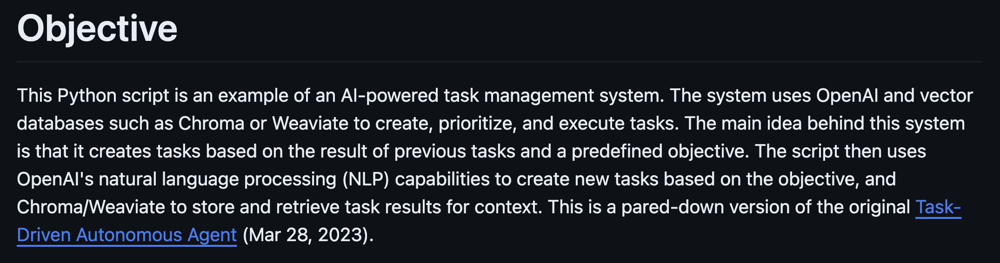 Objective
This Python script is an example of an AI-powered task management system. The system uses OpenAI and vector
databases such as Chroma or Weaviate to create, prioritize, and execute tasks. The main idea behind this system
is that it creates tasks based on the result of previous tasks and a predefined objective. The script then uses
OpenAI's natural language processing (NLP) capabilities to create new tasks based on the objective, and
Chroma/Weaviate to store and retrieve task results for context. This is a pared-down version of the original Task-
Driven Autonomous Agent (Mar 28, 2023).